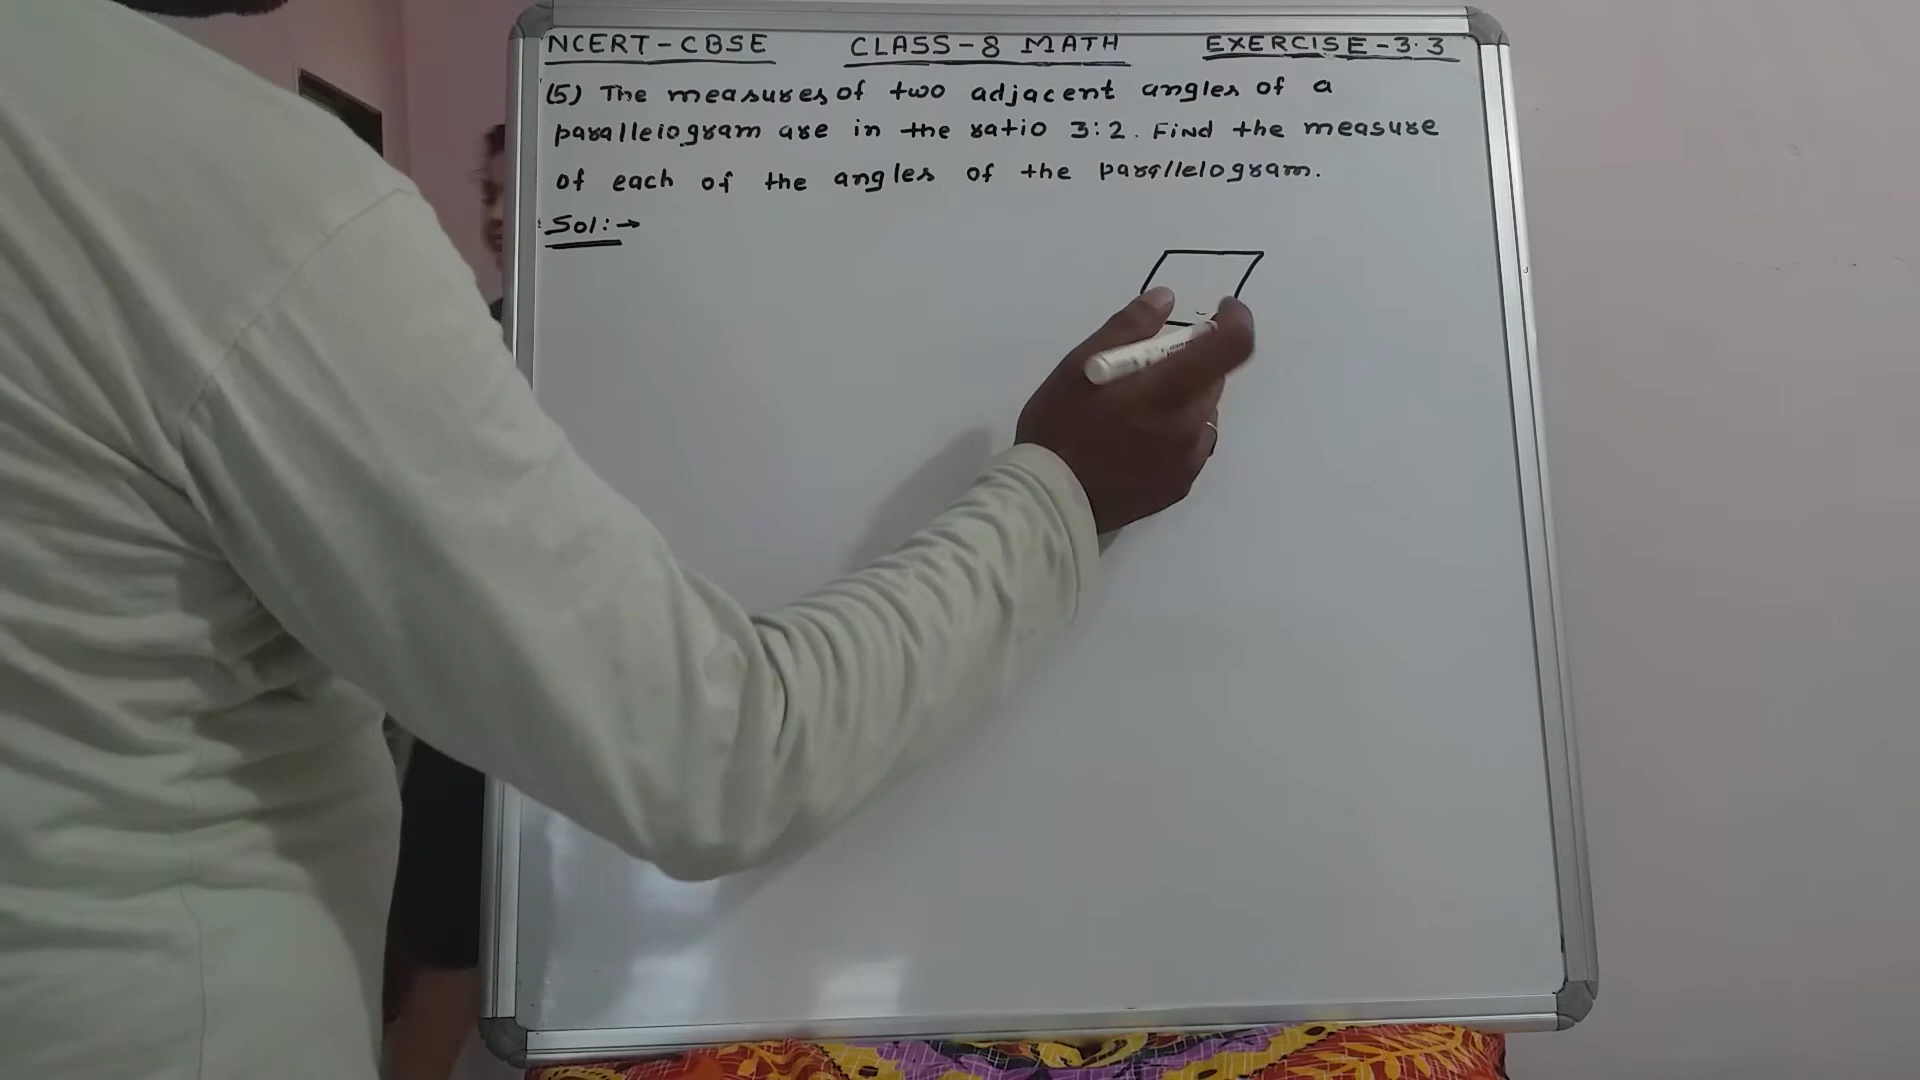 NCERT-CBSE CLASS-8 MATH EXERCISE-3.3
(5) The measures of two adjacent angles of a
parallelogram are in the ratio 3:2. Find the measure
of each of the angles of the parallelogram.
Sol:→